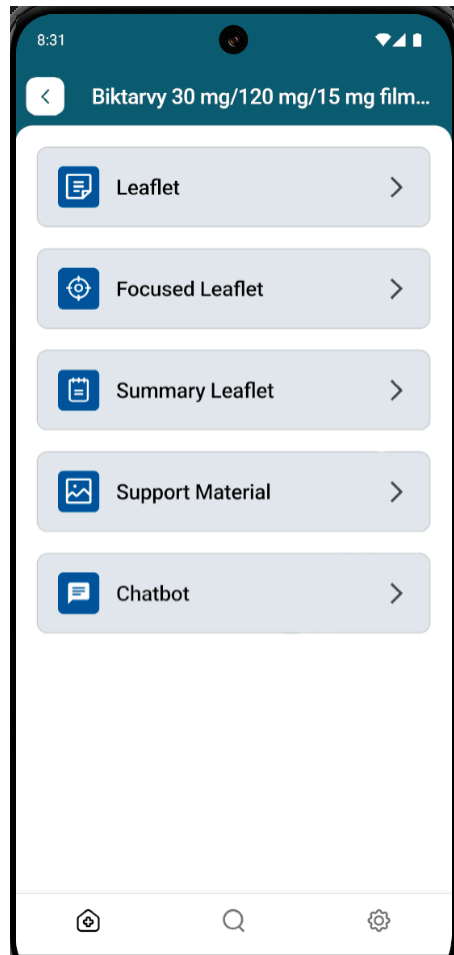 8:31
Biktarvy 30 mg/120 mg/15 mg film...
Leaflet
Focused Leaflet
Summary Leaflet
Support Material
Chatbot